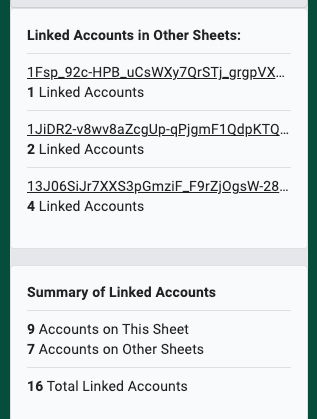 Linked Accounts in Other Sheets:
1Fsp_92c-HPB_uCsWXy7QrSTj_grgpVX...
1 Linked Accounts
1JiDR2-v8wv8aZcgUp-qPjgmF1QdpKTQ...
2 Linked Accounts
13J06SiJr7XXS3pGmziF_F9rZjOgsW-28...
4 Linked Accounts
Summary of Linked Accounts
9 Accounts on This Sheet
7 Accounts on Other Sheets
16 Total Linked Accounts